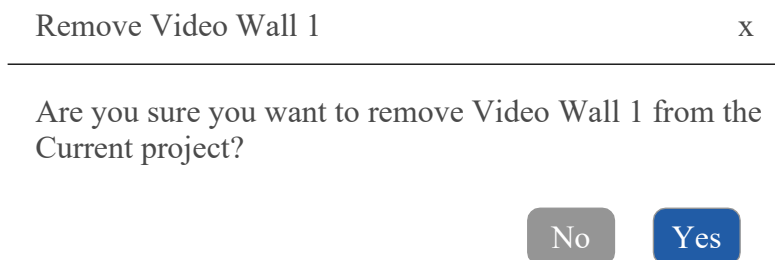 Remove Video Wall 1 x
Are you sure you want to remove Video Wall 1 from the
Current project?
No Yes